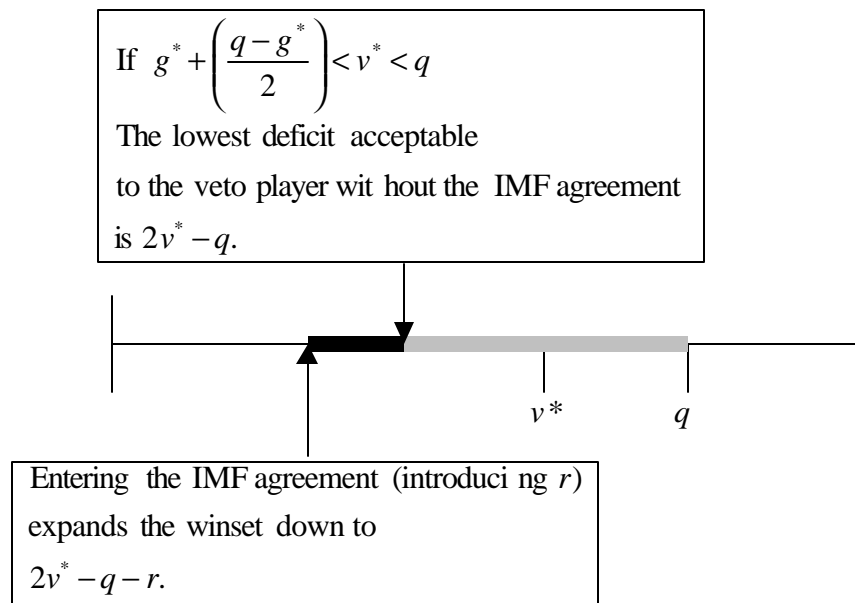 If g* + ((q − g*)/2) < v* < q
The lowest deficit acceptable
to the veto player wit hout the IMF agreement
is 2v* − q.
v* q
Entering the IMF agreement (introduci ng r)
expands the winset down to
2v* − q − r.